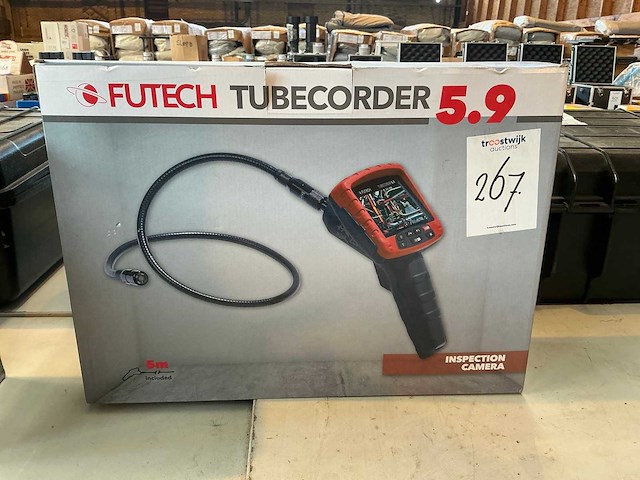 FUTECH TUBECORDER 5.9
troostwijk
auctions
267.
5m
included
INSPECTION
CAMERA